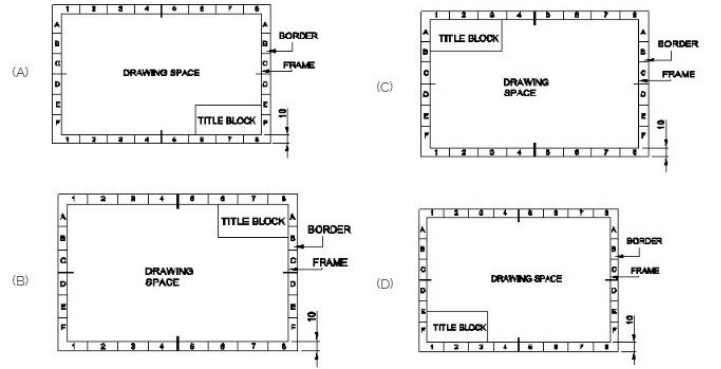 (A)
1 2 3 4 5 6 7 8
A A
B B
C C
D D
E E
F F
1 2 3 4 5 6 7 8
DRAWING SPACE
TITLE BLOCK
BORDER
FRAME
10
(B)
1 2 3 4 5 6 7 8
A A
B B
C C
D D
E E
F F
1 2 3 4 5 6 7 8
TITLE BLOCK
DRAWING
SPACE
BORDER
FRAME
10
(C)
1 2 3 4 5 6 7 8
A A
B B
C C
D D
E E
F F
1 2 3 4 5 6 7 8
TITLE BLOCK
DRAWING
SPACE
BORDER
FRAME
10
(D)
1 2 3 4 5 6 7 8
A A
B B
C C
D D
E E
F F
1 2 3 4 5 6 7 8
DRAWING SPACE
TITLE BLOCK
BORDER
FRAME
10